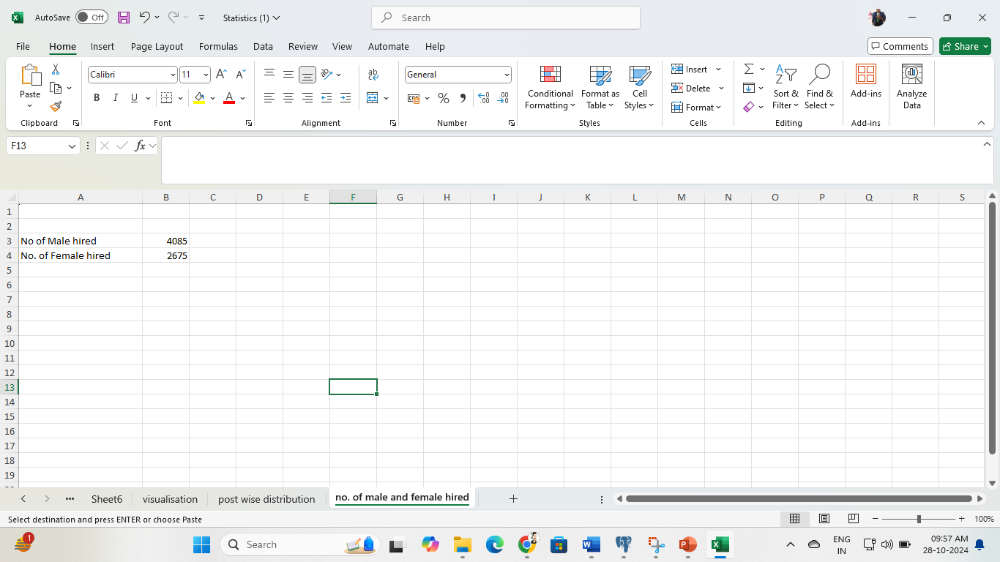 AutoSave Off Statistics (1) Search
File Home Insert Page Layout Formulas Data Review View Automate Help Comments Share
Calibri 11 General Insert
Paste Conditional Formatting Format as Table Cell Styles Delete Sort & Filter Find & Select Add-ins Analyze Data
B I U Format
Clipboard Font Alignment Number Styles Cells Editing Add-ins
F13 fx
A B C D E F G H I J K L M N O P Q R S
1
2
3 No of Male hired 4085
4 No. of Female hired 2675
5
6
7
8
9
10
11
12
13
14
15
16
17
18
19
Sheet6 visualisation post wise distribution no. of male and female hired
Select destination and press ENTER or choose Paste 100%
1 Search ENG IN 09:57 AM 28-10-2024